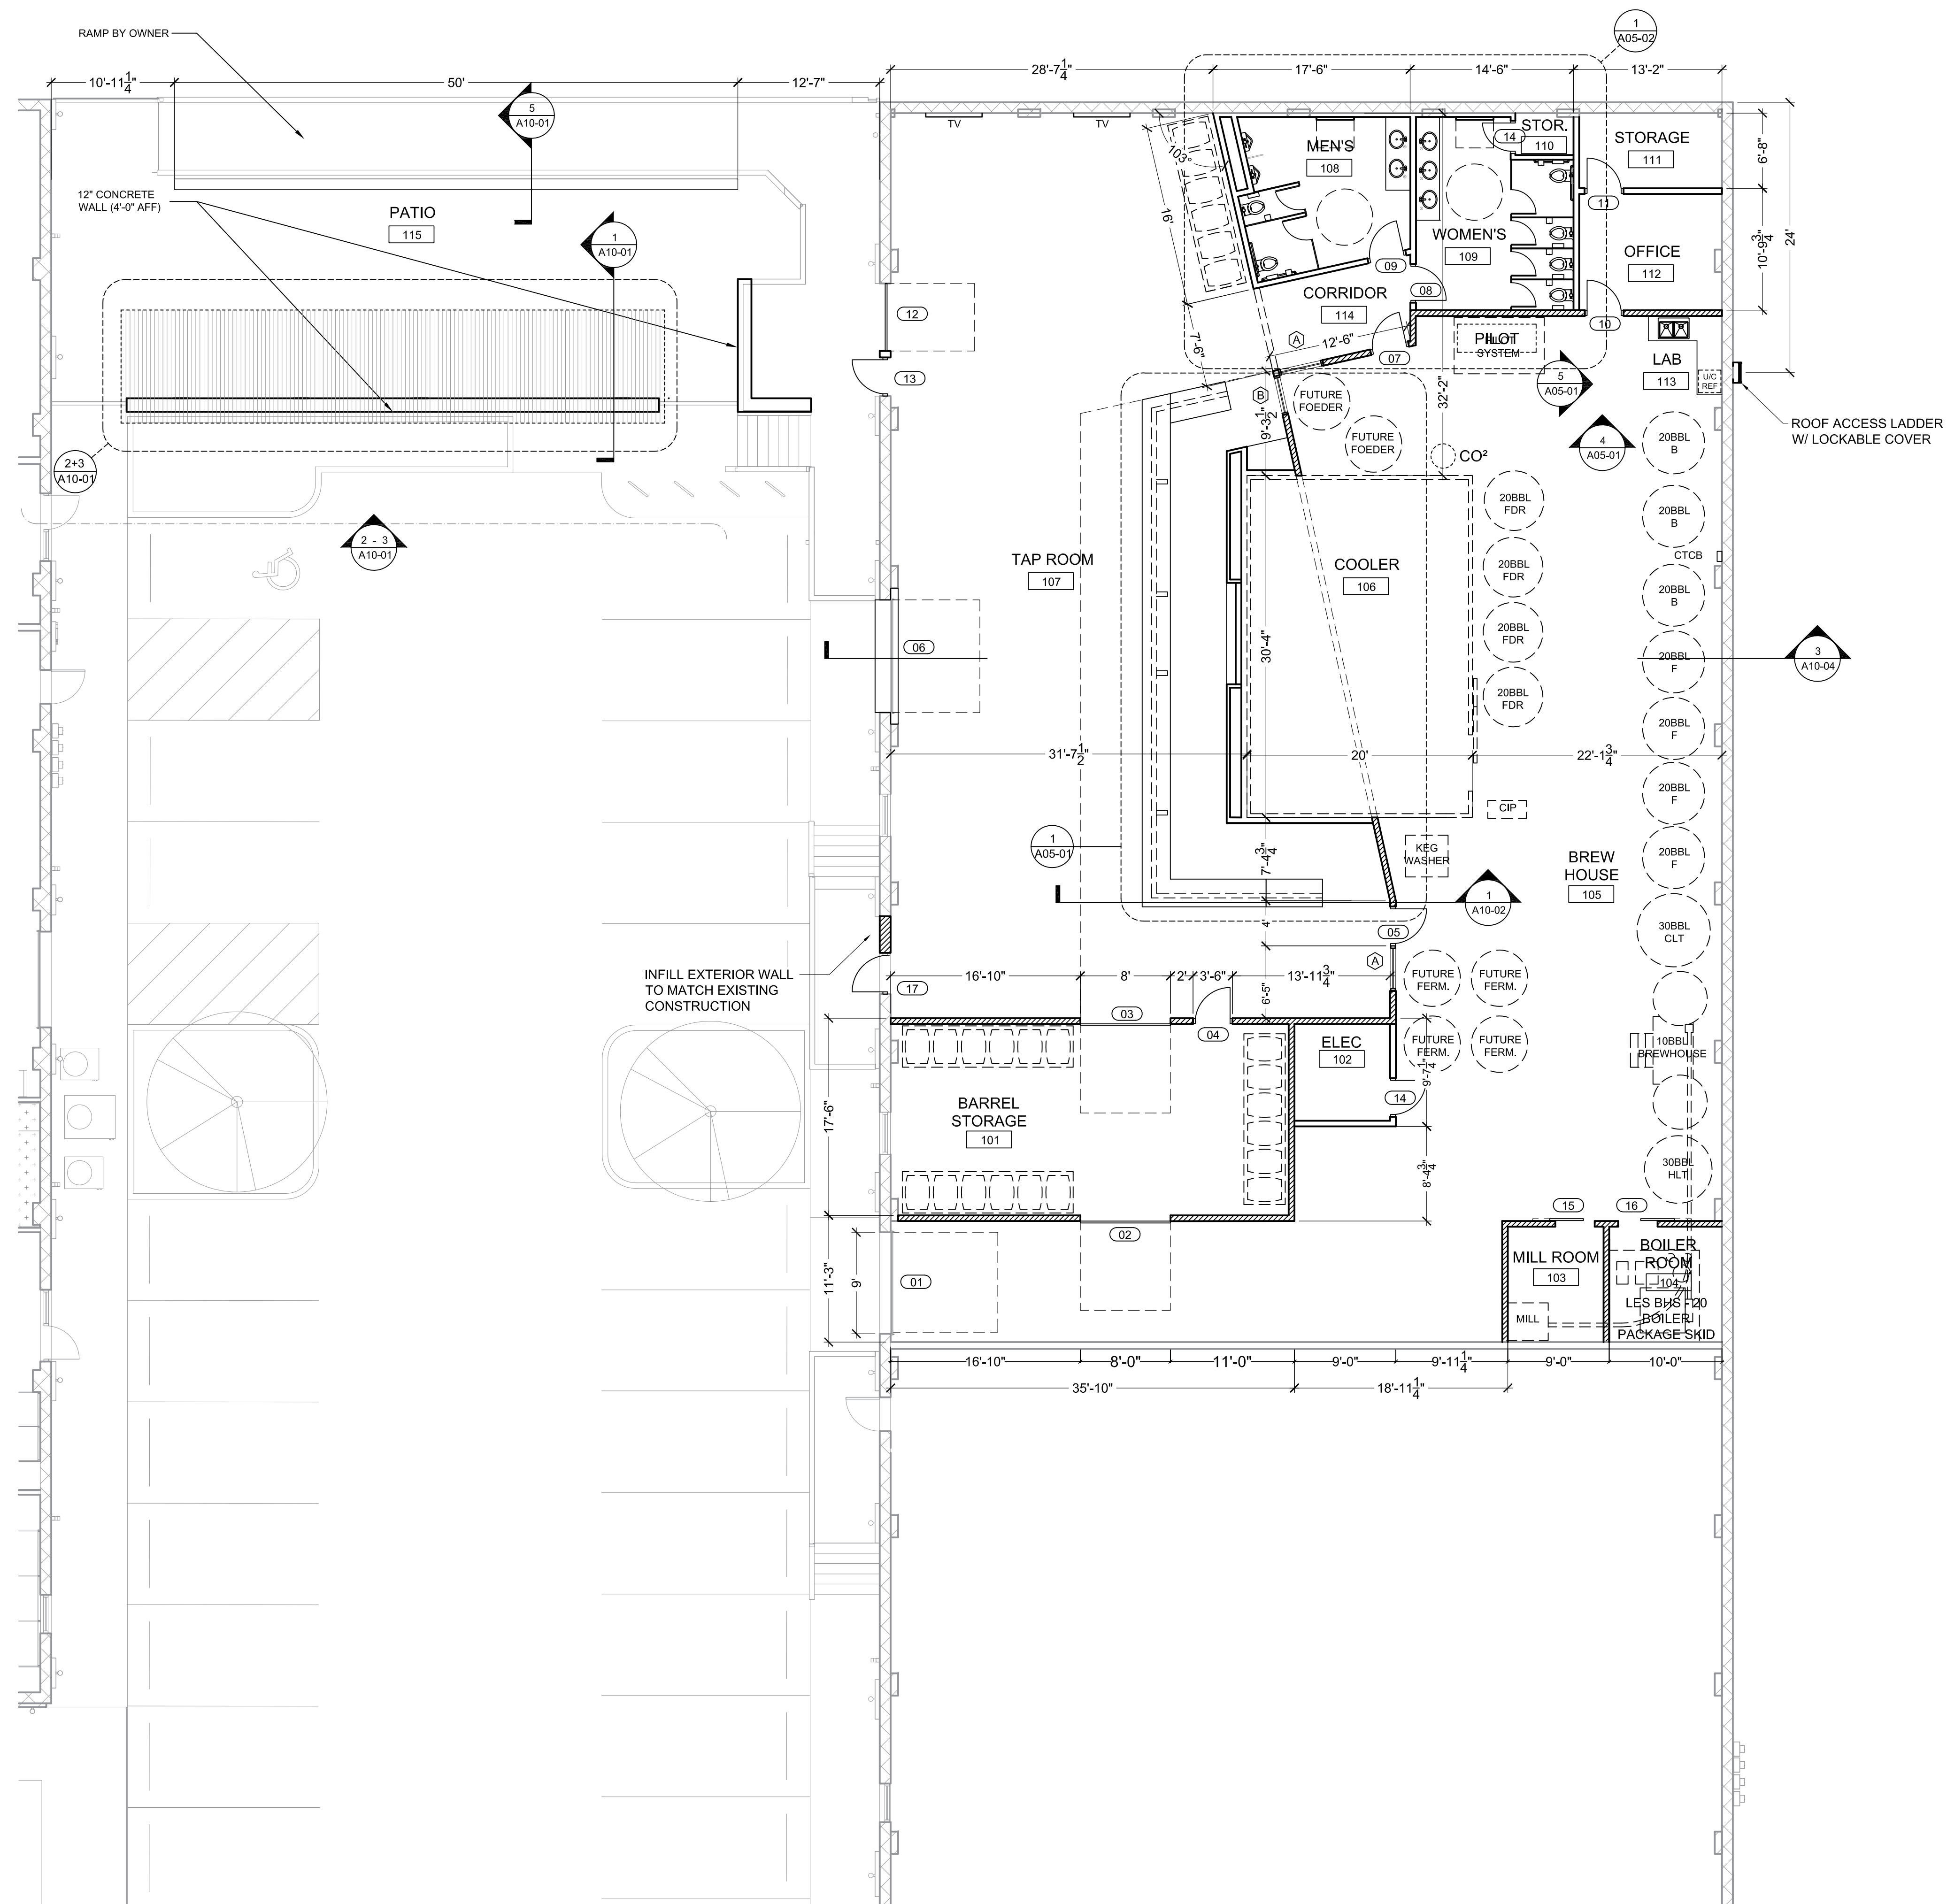 RAMP BY OWNER
10'-11 1/4"
50'
12'-7"
28'-7 1/4"
17'-6"
14'-6"
13'-2"
1
A05-02
5
A10-01
TV
TV
12" CONCRETE
WALL (4'-0" AFF)
PATIO
115
1
A10-01
103°
16'
7'-6"
MEN'S
108
14
STOR.
110
STORAGE
111
6'-8"
11
WOMEN'S
109
OFFICE
112
10'-9 3/4"
24'
09
08
10
CORRIDOR
114
12
13
A
12'-6"
07
PILOT
SYSTEM
LAB
113
U/C
REF
5
A05-01
32'-2"
B
9'-3 1/2"
FUTURE
FOEDER
FUTURE
FOEDER
CO²
4
A05-01
ROOF ACCESS LADDER
W/ LOCKABLE COVER
20BBL
B
20BBL
B
20BBL
B
CTCB
2+3
A10-01
2 - 3
A10-01
20BBL
FDR
20BBL
FDR
20BBL
FDR
20BBL
FDR
TAP ROOM
107
COOLER
106
06
30'-4"
20BBL
F
20BBL
F
20BBL
F
20BBL
F
3
A10-04
31'-7 1/2"
20'
22'-1 3/4"
CIP
1
A05-01
7'-4 3/4"
KEG
WASHER
BREW
HOUSE
105
1
A10-02
30BBL
CLT
4'
05
INFILL EXTERIOR WALL
TO MATCH EXISTING
CONSTRUCTION
16'-10"
8'
2'
3'-6"
13'-11 3/4"
A
6'-5"
17
03
04
FUTURE
FERM.
FUTURE
FERM.
FUTURE
FERM.
FUTURE
FERM.
ELEC
102
10BBL
BREWHOUSE
9'-7 1/4"
14
BARREL
STORAGE
101
17'-6"
8'-4 3/4"
30BBL
HLT
15
16
02
01
11'-3"
9'
MILL ROOM
103
MILL
BOILER
ROOM
104
LES BHS - 20
BOILER
PACKAGE SKID
16'-10"
8'-0"
11'-0"
9'-0"
9'-11 1/4"
9'-0"
10'-0"
35'-10"
18'-11 1/4"